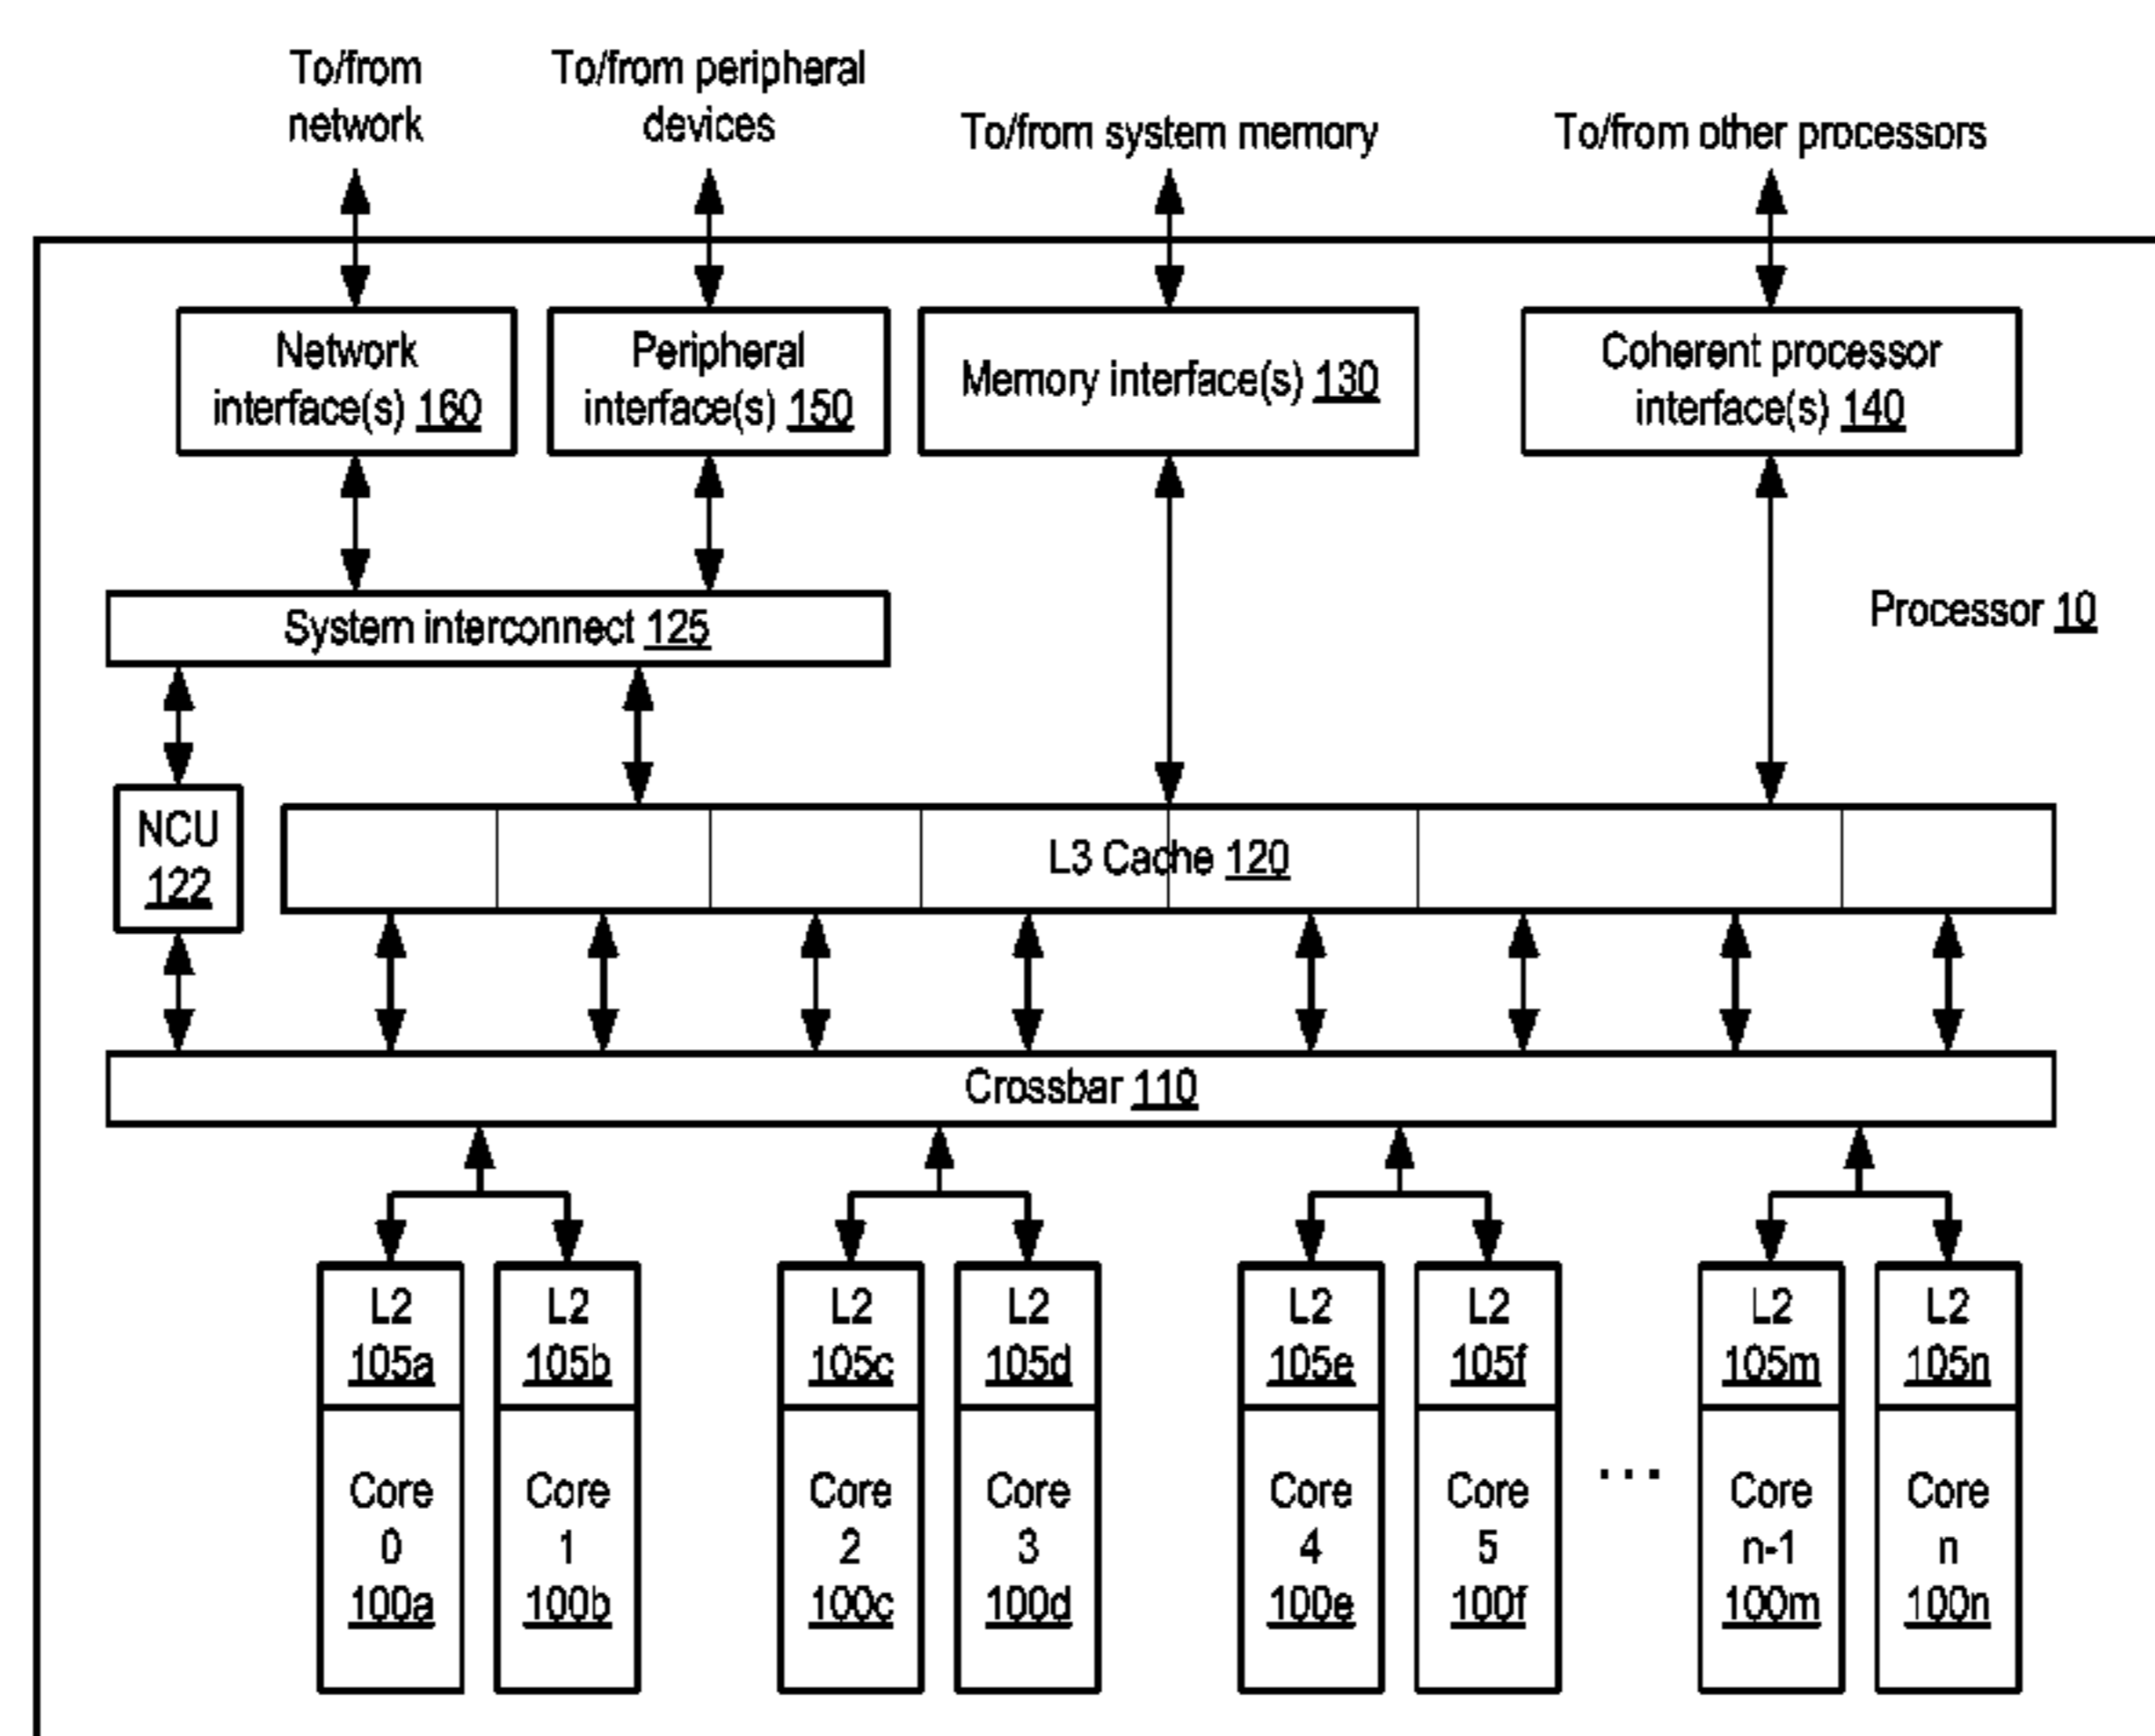 To/from
network
To/from peripheral
devices
To/from system memory
To/from other processors
Network
interface(s) 160
Peripheral
interface(s) 150
Memory interface(s) 130
Coherent processor
interface(s) 140
System interconnect 125
Processor 10
NCU
122
L3 Cache 120
Crossbar 110
L2
105a
L2
105b
L2
105c
L2
105d
L2
105e
L2
105f
L2
105m
L2
105n
Core
0
100a
Core
1
100b
Core
2
100c
Core
3
100d
Core
4
100e
Core
5
100f
...
Core
n-1
100m
Core
n
100n